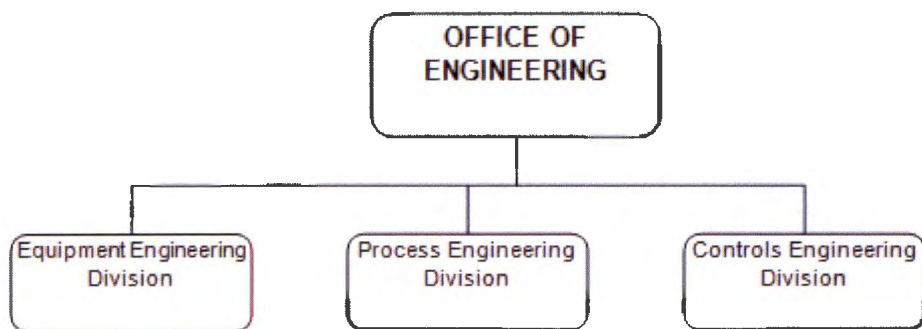 OFFICE OF
ENGINEERING
Equipment Engineering
Division
Process Engineering
Division
Controls Engineering
Division